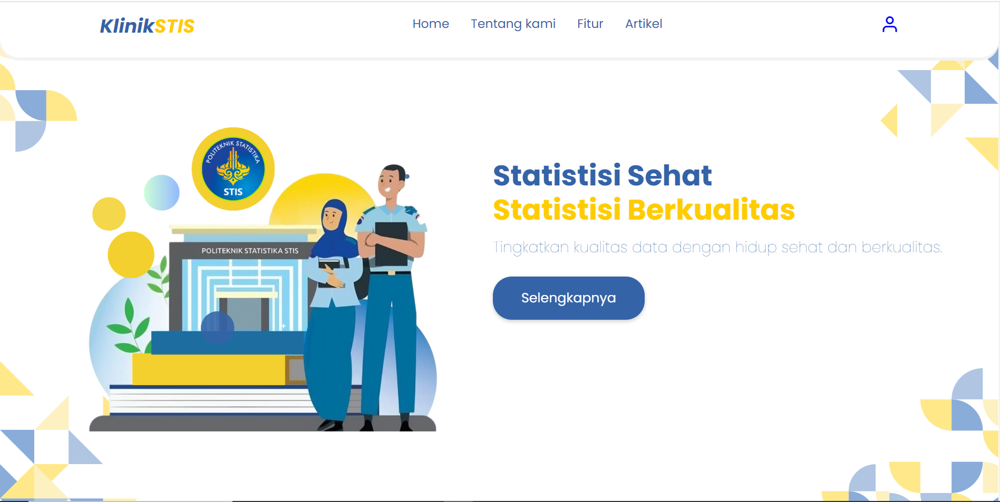 KlinikSTIS
Home
Tentang kami
Fitur
Artikel
POLITEKNIK STATISTIKA
STIS
POLITEKNIK STATISTIKA STIS
Statistisi Sehat
Statistisi Berkualitas
Tingkatkan kualitas data dengan hidup sehat dan berkualitas.
Selengkapnya